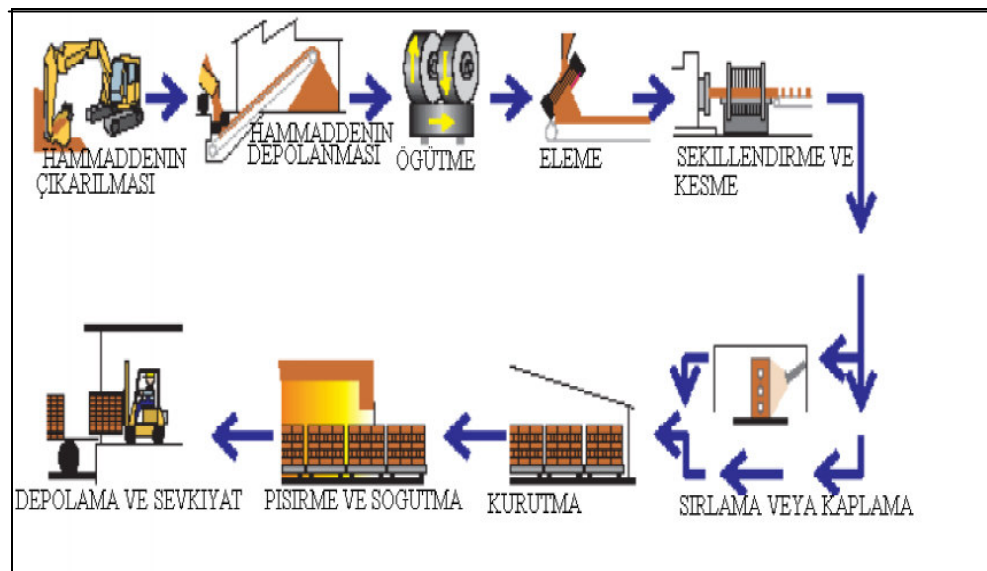 HAMMADDENIN
ÇIKARILMASI
HAMMADDENIN
DEPOLANMASI
ÖGÜTME
ELEME
SEKILLENDIRME VE
KESME
DEPOLAMA VE SEVKIYAT
PISIRME VE SOGUTMA
KURUTMA
SIRLAMA VEYA KAPLAMA